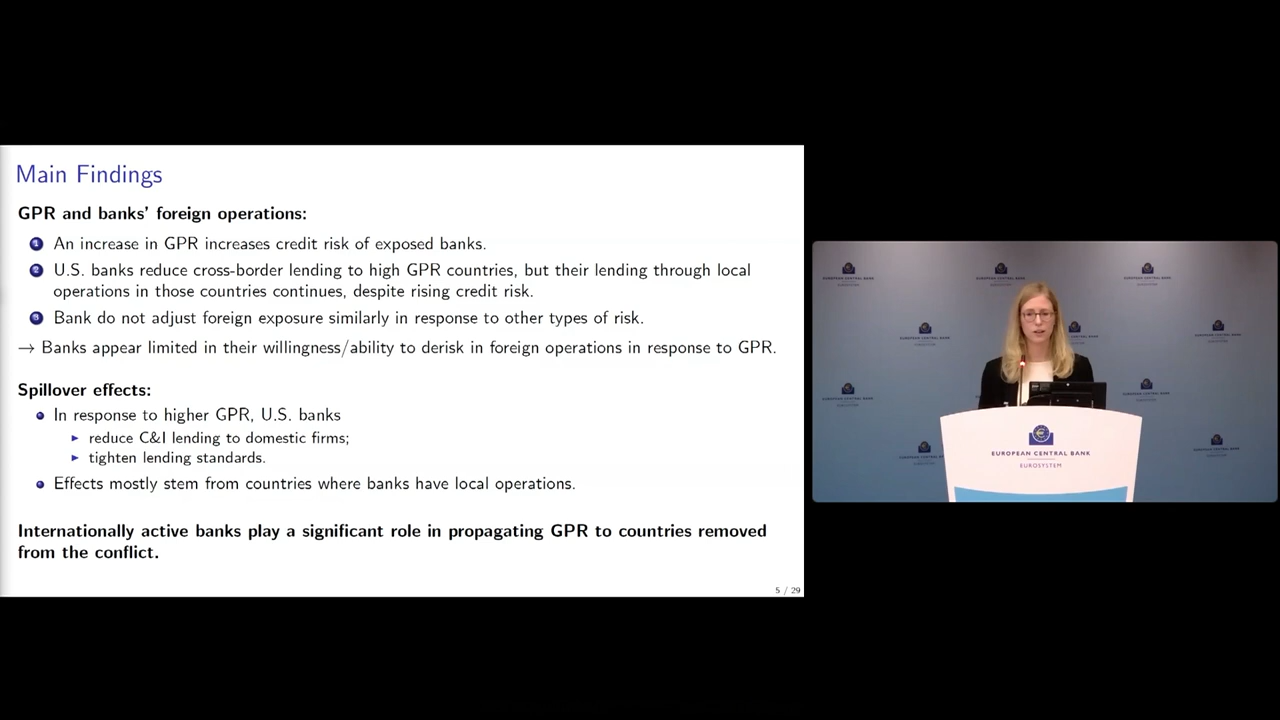 Main Findings
GPR and banks' foreign operations:
1 An increase in GPR increases credit risk of exposed banks.
2 U.S. banks reduce cross-border lending to high GPR countries, but their lending through local
operations in those countries continues, despite rising credit risk.
3 Bank do not adjust foreign exposure similarly in response to other types of risk.
→ Banks appear limited in their willingness/ability to derisk in foreign operations in response to GPR.
Spillover effects:
In response to higher GPR, U.S. banks
reduce C&I lending to domestic firms;
tighten lending standards.
Effects mostly stem from countries where banks have local operations.
Internationally active banks play a significant role in propagating GPR to countries removed
from the conflict.
5 / 29
EUROPEAN CENTRAL BANK
EUROSYSTEM